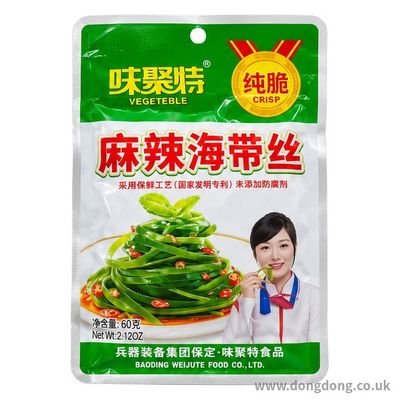 味聚特®
VEGETEBLE
纯脆
CRISP
麻辣海带丝
采用保鲜工艺(国家发明专利)未添加防腐剂
净含量:60克
Net Wt:2.12OZ
兵器装备集团保定·味聚特食品
BAODING WEIJUTE FOOD CO.,LTD.
www.dongdong.co.uk